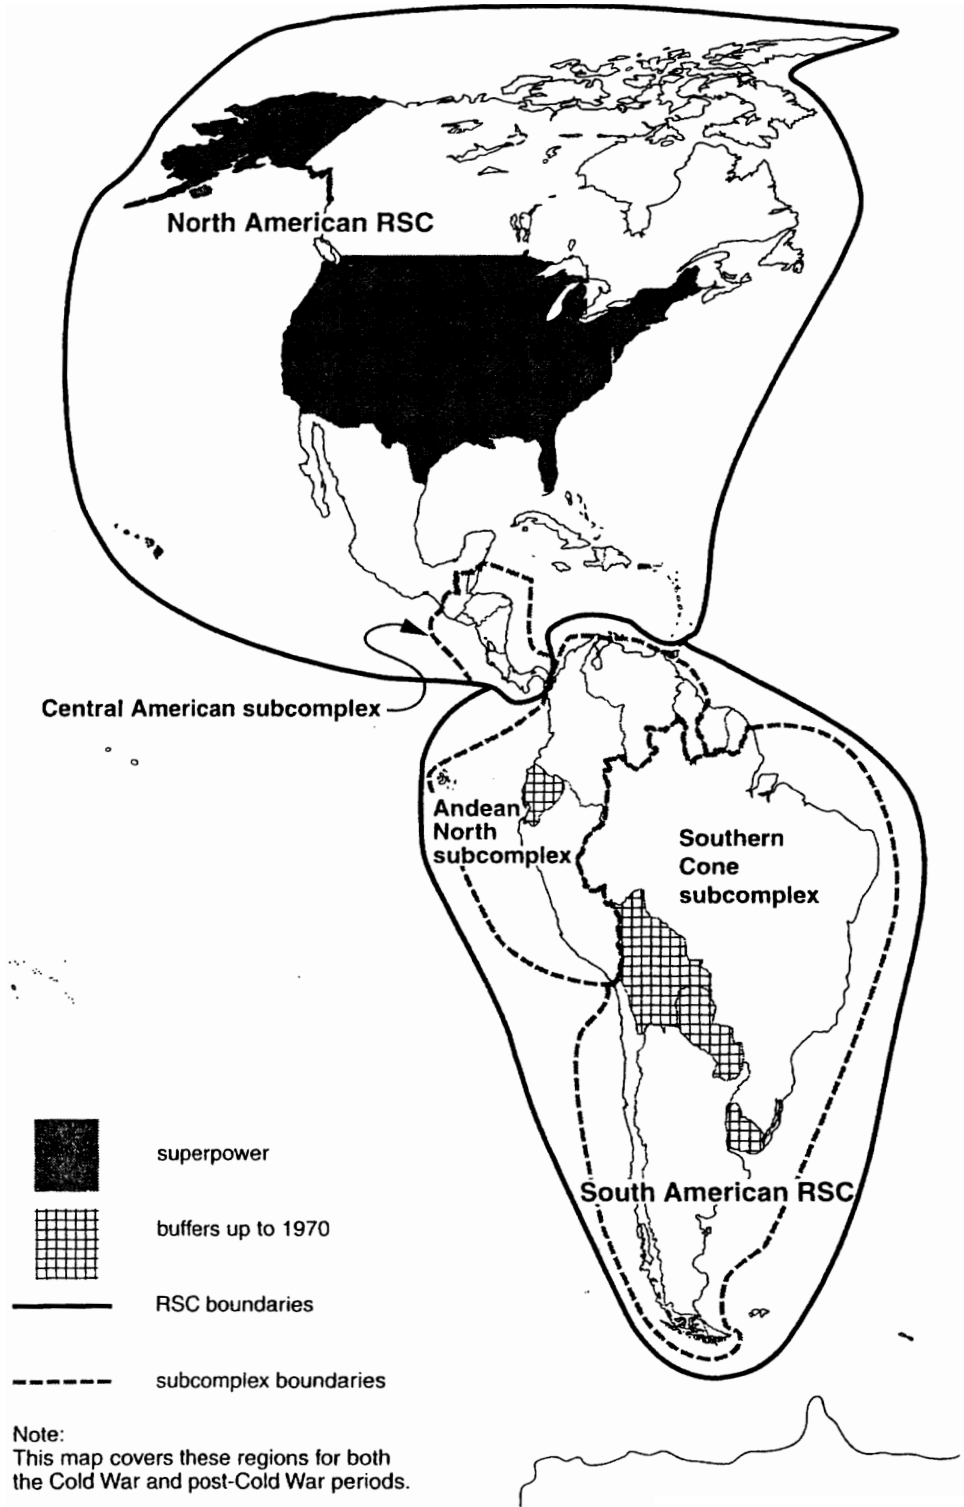 North American RSC
Central American subcomplex
Andean
North
subcomplex
Southern
Cone
subcomplex
South American RSC
superpower
buffers up to 1970
RSC boundaries
subcomplex boundaries
Note:
This map covers these regions for both
the Cold War and post-Cold War periods.